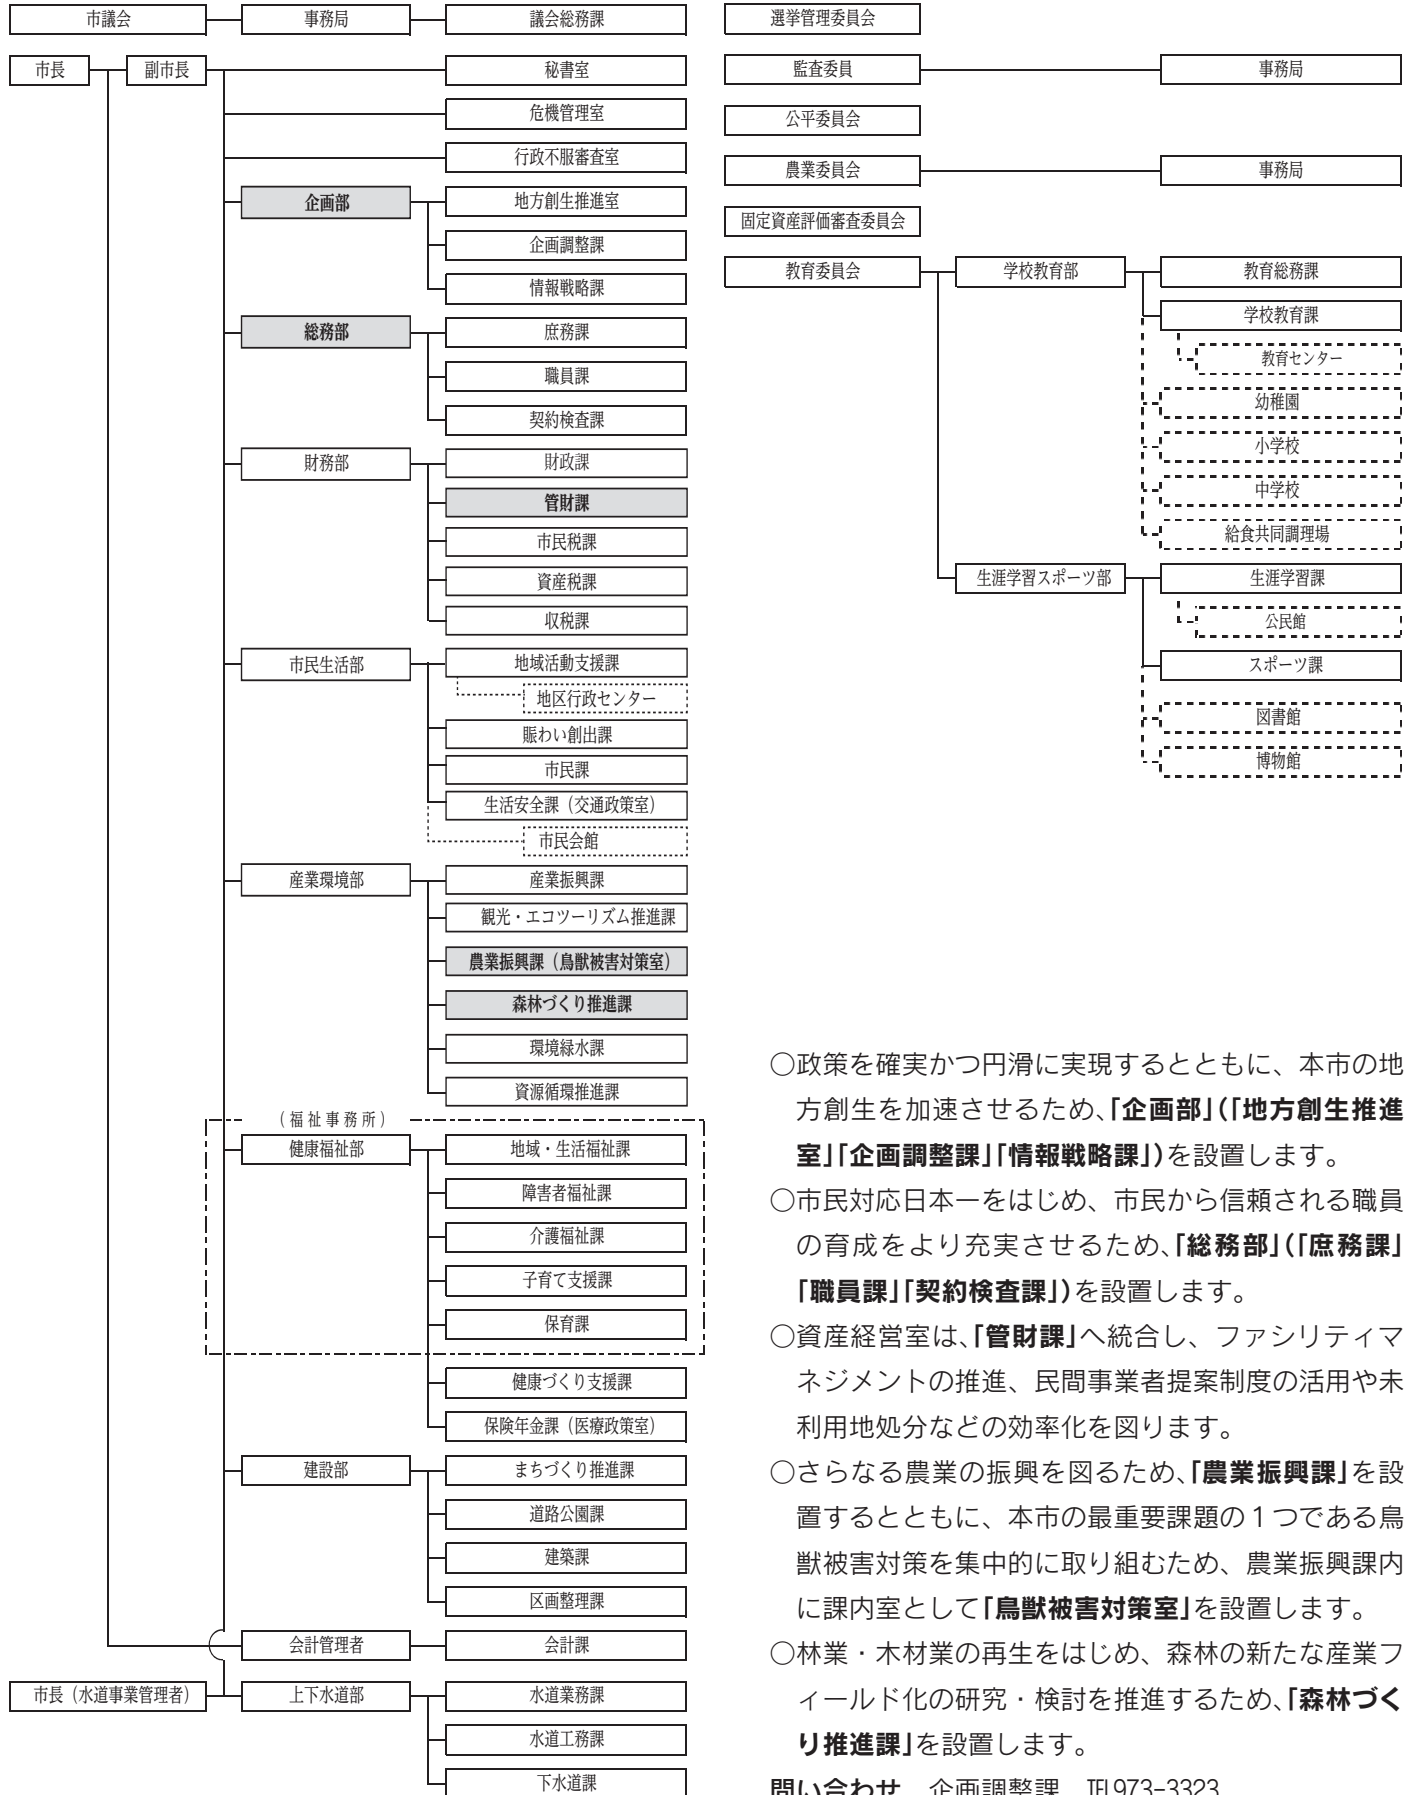 市議会
事務局
議会総務課
市長
副市長
秘書室
危機管理室
行政不服審査室
企画部
地方創生推進室
企画調整課
情報戦略課
総務部
庶務課
職員課
契約検査課
財務部
財政課
管財課
市民税課
資産税課
収税課
市民生活部
地域活動支援課
地区行政センター
賑わい創出課
市民課
生活安全課（交通政策室）
市民会館
産業環境部
産業振興課
観光・エコツーリズム推進課
農業振興課（鳥獣被害対策室）
森林づくり推進課
環境緑水課
資源循環推進課
（福祉事務所）
健康福祉部
地域・生活福祉課
障害者福祉課
介護福祉課
子育て支援課
保育課
健康づくり支援課
保険年金課（医療政策室）
建設部
まちづくり推進課
道路公園課
建築課
区画整理課
会計管理者
会計課
市長（水道事業管理者）
上下水道部
水道業務課
水道工務課
下水道課
選挙管理委員会
監査委員
事務局
公平委員会
農業委員会
事務局
固定資産評価審査委員会
教育委員会
学校教育部
教育総務課
学校教育課
教育センター
幼稚園
小学校
中学校
給食共同調理場
生涯学習スポーツ部
生涯学習課
公民館
スポーツ課
図書館
博物館
○政策を確実かつ円滑に実現するとともに、本市の地
方創生を加速させるため、「企画部」（「地方創生推進
室」「企画調整課」「情報戦略課」）を設置します。
○市民対応日本一をはじめ、市民から信頼される職員
の育成をより充実させるため、「総務部」（「庶務課」
「職員課」「契約検査課」）を設置します。
○資産経営室は、「管財課」へ統合し、ファシリティマ
ネジメントの推進、民間事業者提案制度の活用や未
利用地処分などの効率化を図ります。
○さらなる農業の振興を図るため、「農業振興課」を設
置するとともに、本市の最重要課題の１つである鳥
獣被害対策を集中的に取り組むため、農業振興課内
に課内室として「鳥獣被害対策室」を設置します。
○林業・木材業の再生をはじめ、森林の新たな産業フ
ィールド化の研究・検討を推進するため、「森林づく
り推進課」を設置します。
問い合わせ　企画調整課　℡973-3323